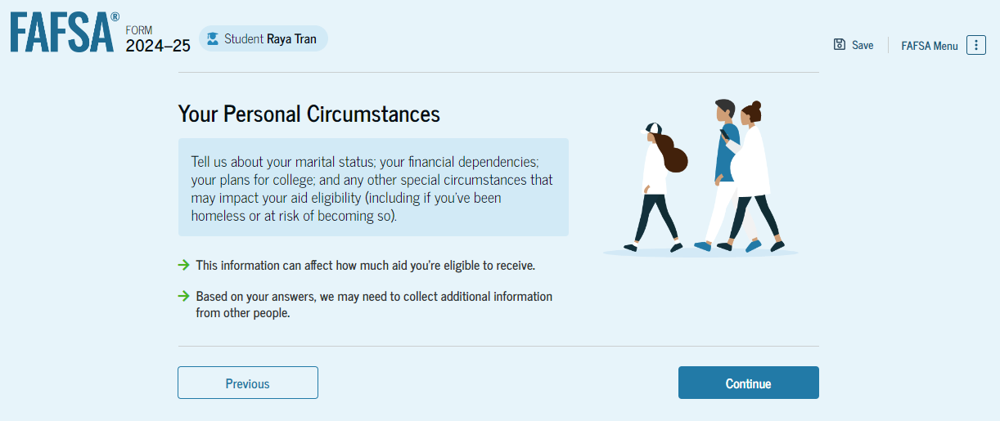 FAFSA®
FORM
2024–25
Student Raya Tran
Save
FAFSA Menu
Your Personal Circumstances
Tell us about your marital status; your financial dependencies;
your plans for college; and any other special circumstances that
may impact your aid eligibility (including if you've been
homeless or at risk of becoming so).
This information can affect how much aid you're eligible to receive.
Based on your answers, we may need to collect additional information
from other people.
Previous
Continue